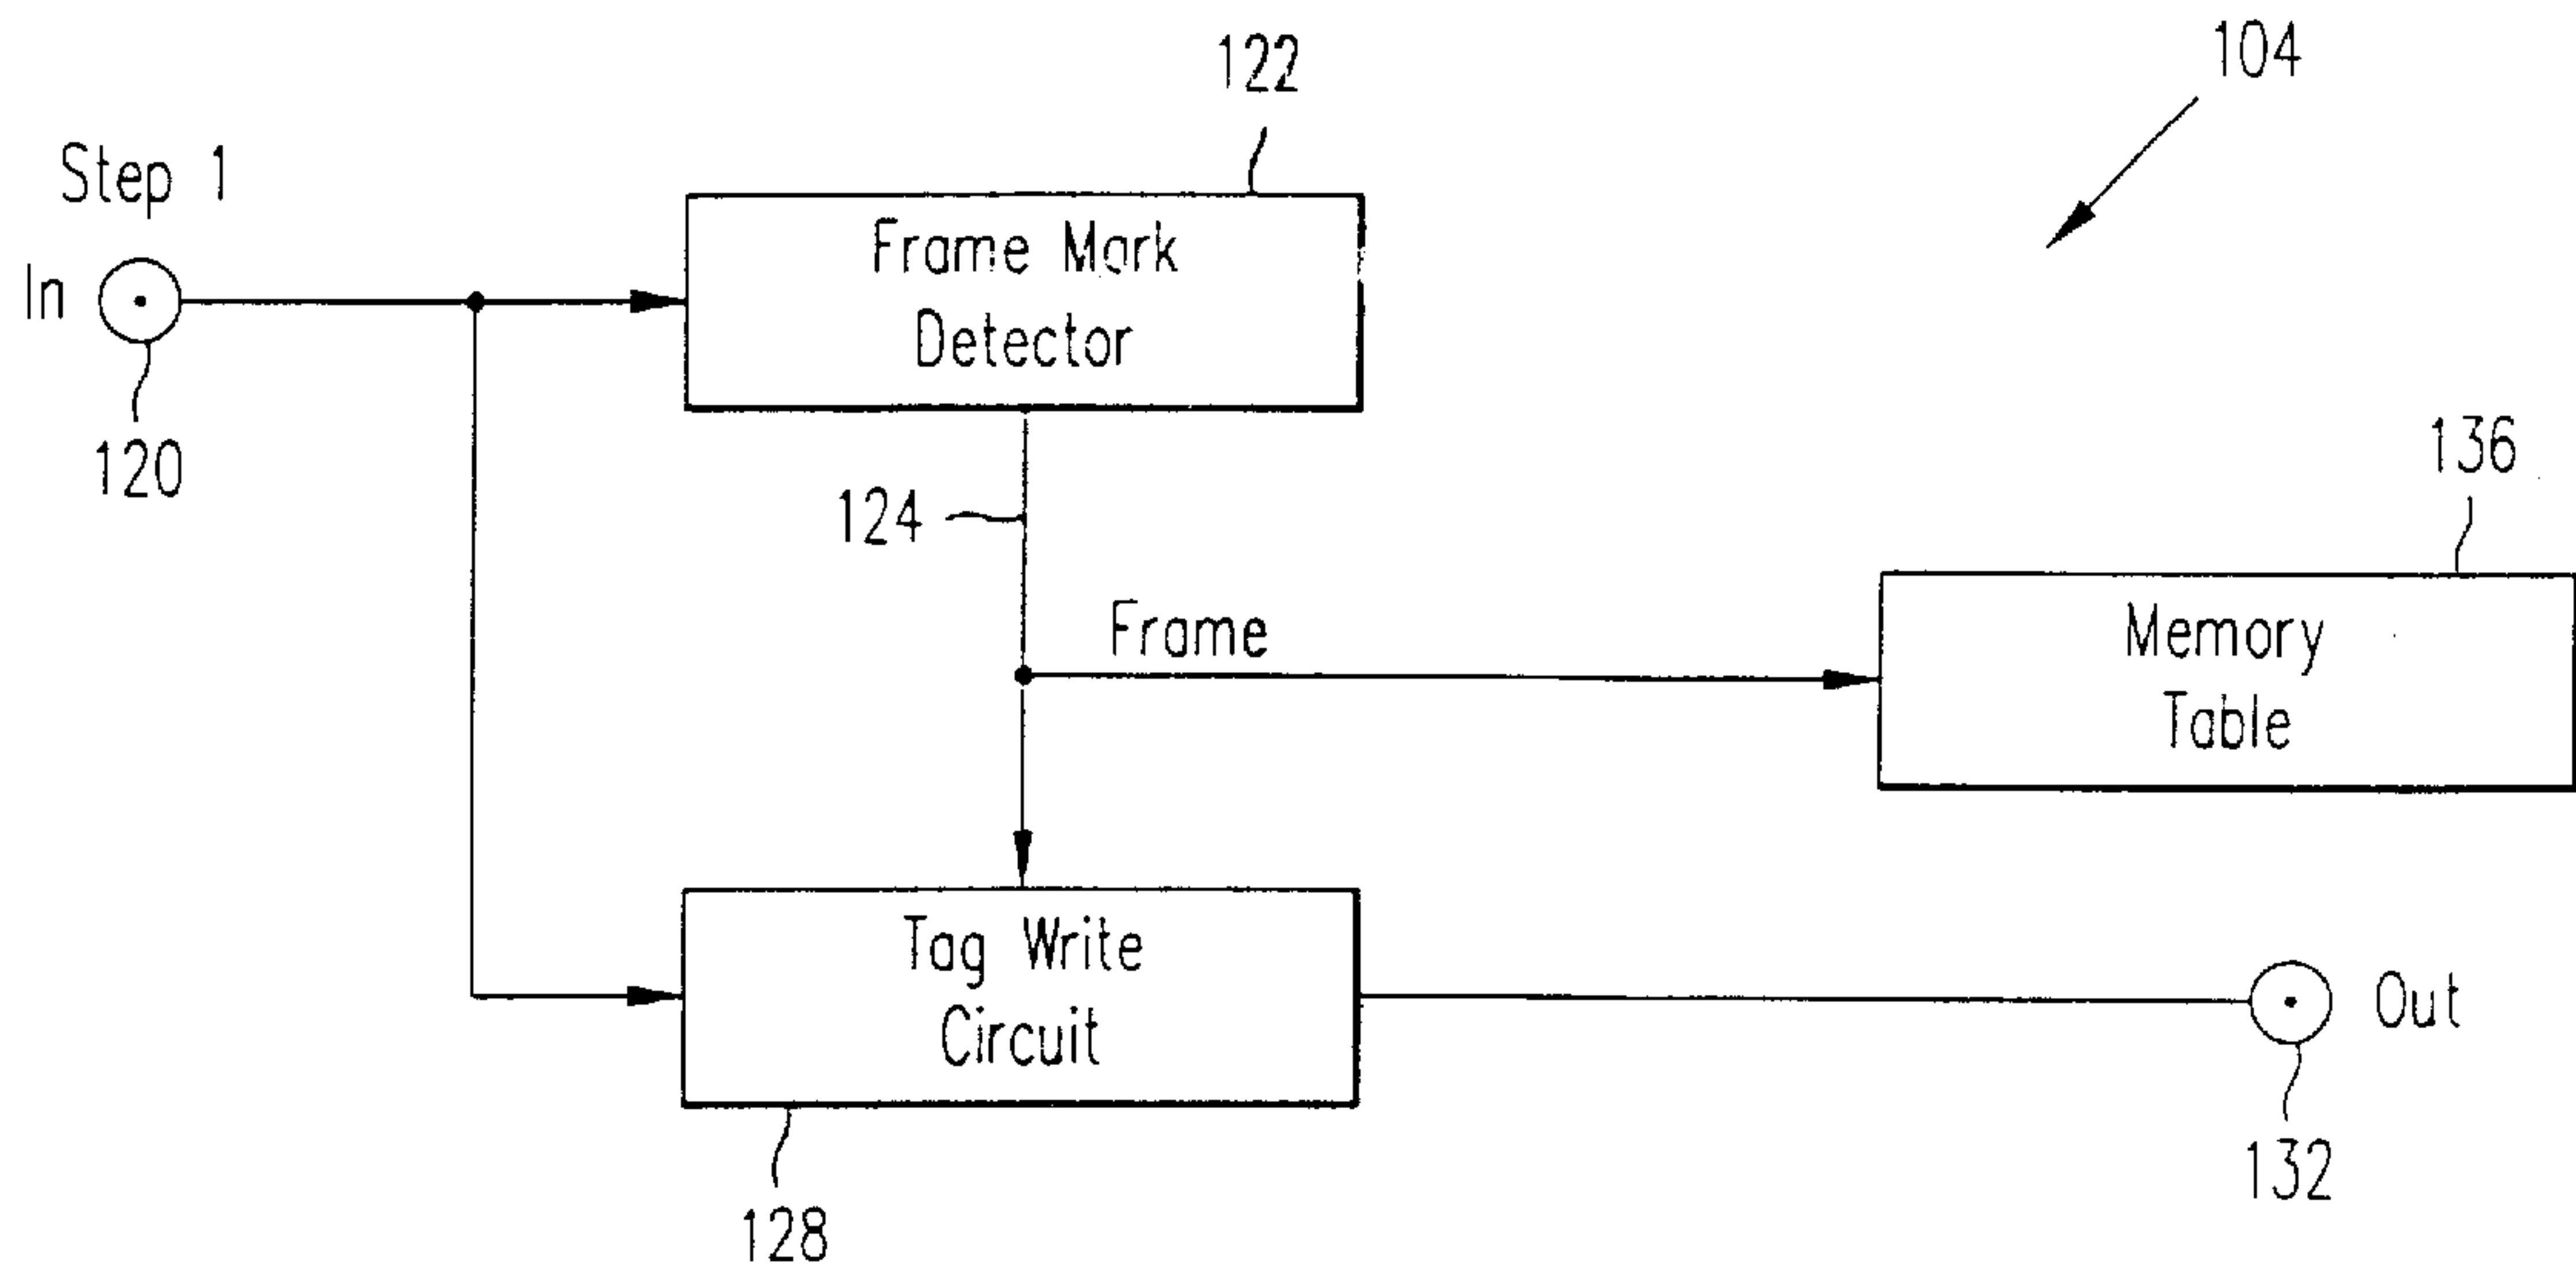 122
104
Step 1
In
Frame Mark
Detector
120
124
136
Frame
Memory
Table
Tag Write
Circuit
Out
132
128